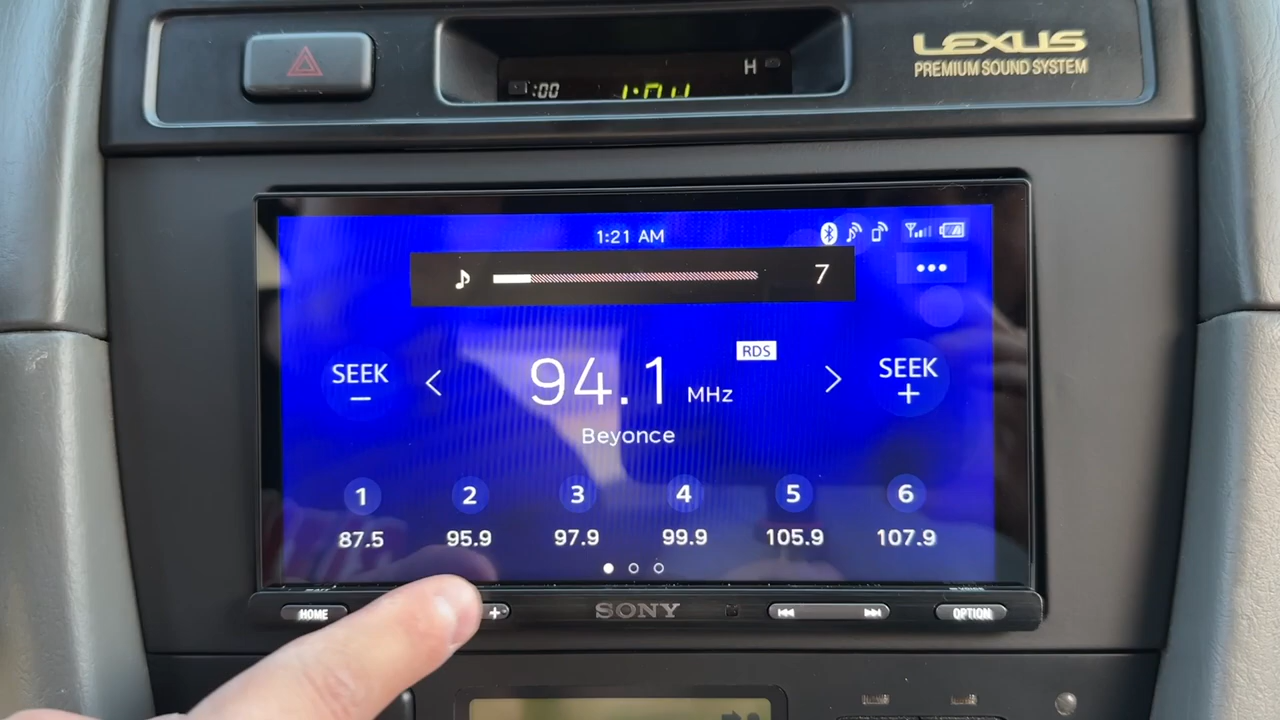 LEXUS
PREMIUM SOUND SYSTEM
H
:00
1:21 AM
7
RDS
SEEK
−
94.1 MHz
SEEK
+
Beyonce
1 2 3 4 5 6
87.5 95.9 97.9 99.9 105.9 107.9
HOME + SONY OPTION